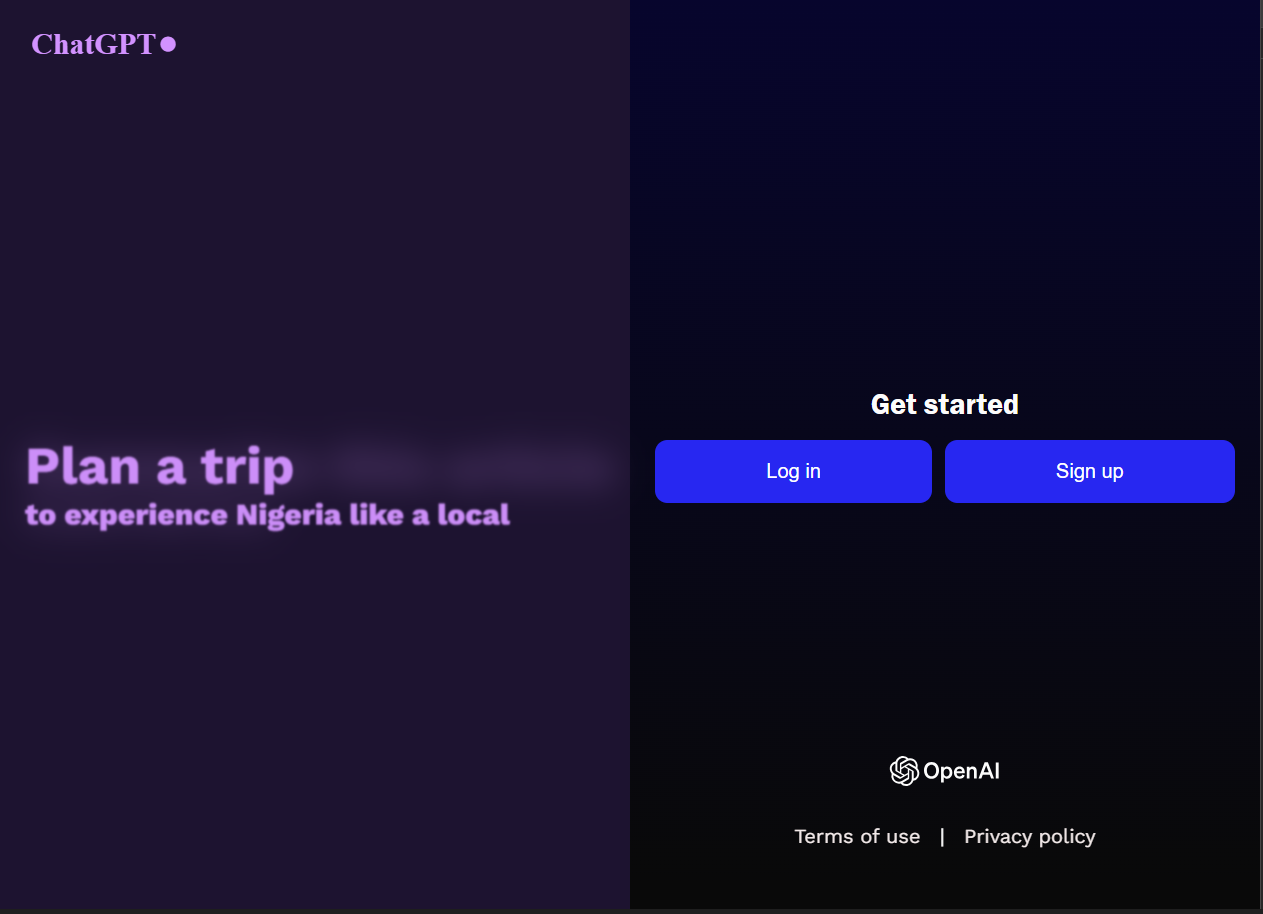 ChatGPT●
Plan a trip
to experience Nigeria like a local
Get started
Log in
Sign up
OpenAI
Terms of use | Privacy policy